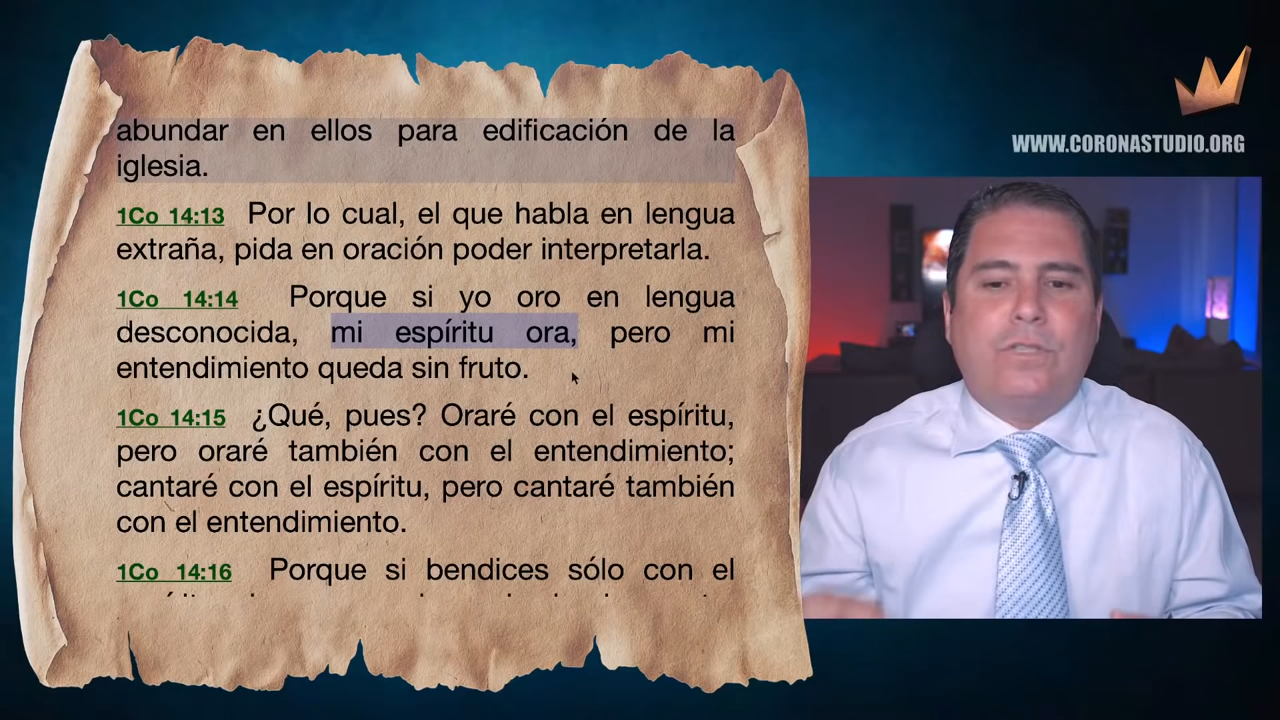 abundar en ellos para edificación de la
iglesia.
1Co 14:13 Por lo cual, el que habla en lengua
extraña, pida en oración poder interpretarla.
1Co 14:14 Porque si yo oro en lengua
desconocida, mi espíritu ora, pero mi
entendimiento queda sin fruto.
1Co 14:15 ¿Qué, pues? Oraré con el espíritu,
pero oraré también con el entendimiento;
cantaré con el espíritu, pero cantaré también
con el entendimiento.
1Co 14:16 Porque si bendices sólo con el
WWW.CORONASTUDIO.ORG